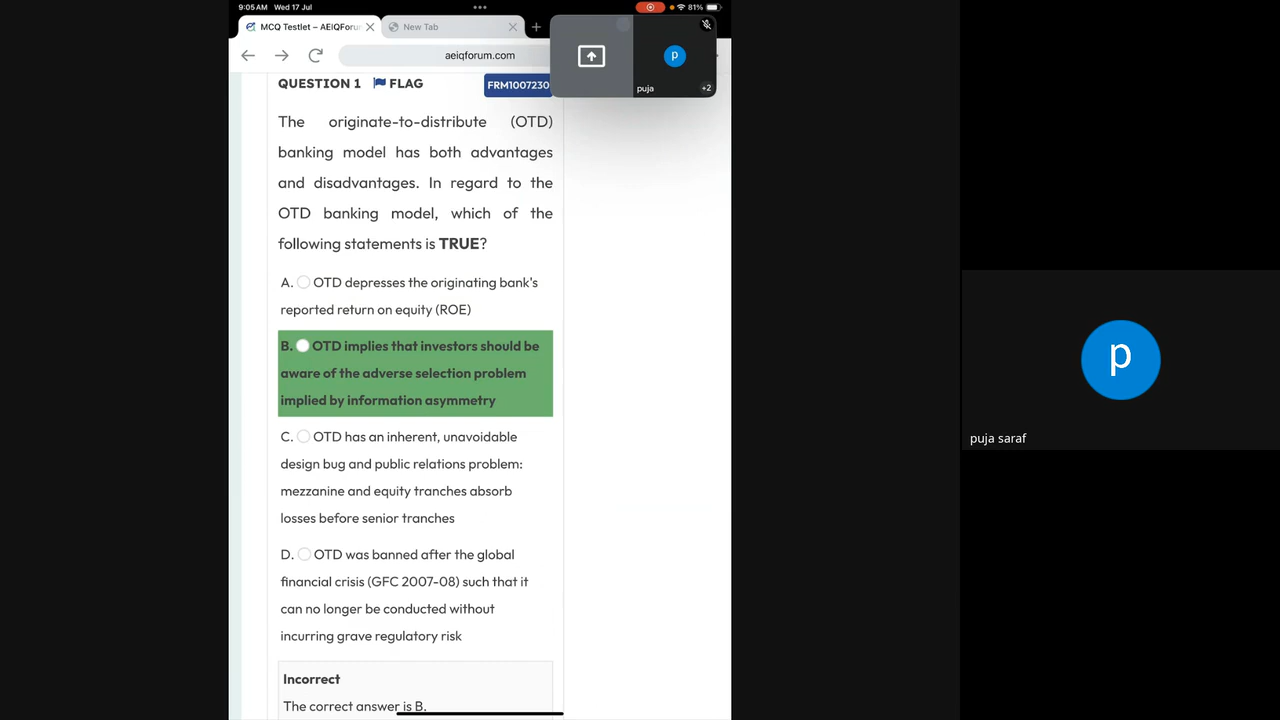 9:05 AM Wed 17 Jul
81%
MCQ Testlet – AEIQForu
New Tab
aeiqforum.com
p
puja
+2
QUESTION 1 FLAG
FRM1007230
The originate-to-distribute (OTD)
banking model has both advantages
and disadvantages. In regard to the
OTD banking model, which of the
following statements is TRUE?
A. OTD depresses the originating bank's
reported return on equity (ROE)
B. OTD implies that investors should be
aware of the adverse selection problem
implied by information asymmetry
C. OTD has an inherent, unavoidable
design bug and public relations problem:
mezzanine and equity tranches absorb
losses before senior tranches
D. OTD was banned after the global
financial crisis (GFC 2007-08) such that it
can no longer be conducted without
incurring grave regulatory risk
Incorrect
The correct answer is B.
p
puja saraf